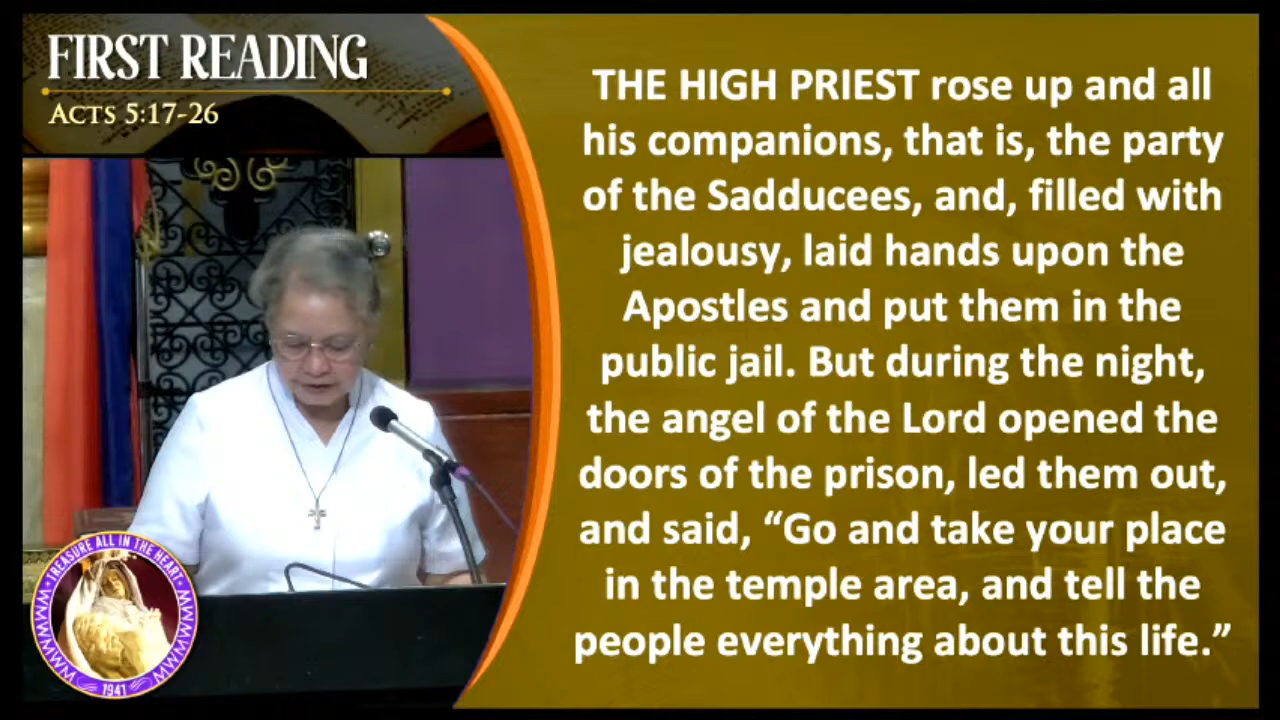 FIRST READING
ACTS 5:17-26
THE HIGH PRIEST rose up and all
his companions, that is, the party
of the Sadducees, and, filled with
jealousy, laid hands upon the
Apostles and put them in the
public jail. But during the night,
the angel of the Lord opened the
doors of the prison, led them out,
and said, “Go and take your place
in the temple area, and tell the
people everything about this life.”
TREASURE ALL IN THE HEART
1941